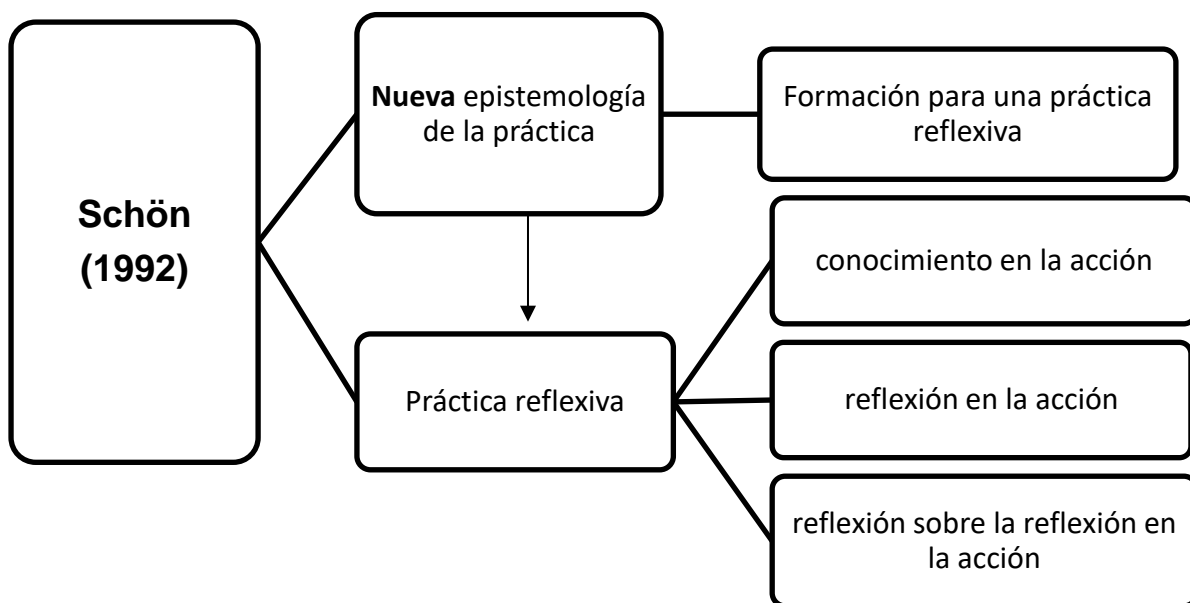 Schön
(1992)
Nueva epistemología
de la práctica
Formación para una práctica
reflexiva
Práctica reflexiva
conocimiento en la acción
reflexión en la acción
reflexión sobre la reflexión en
la acción